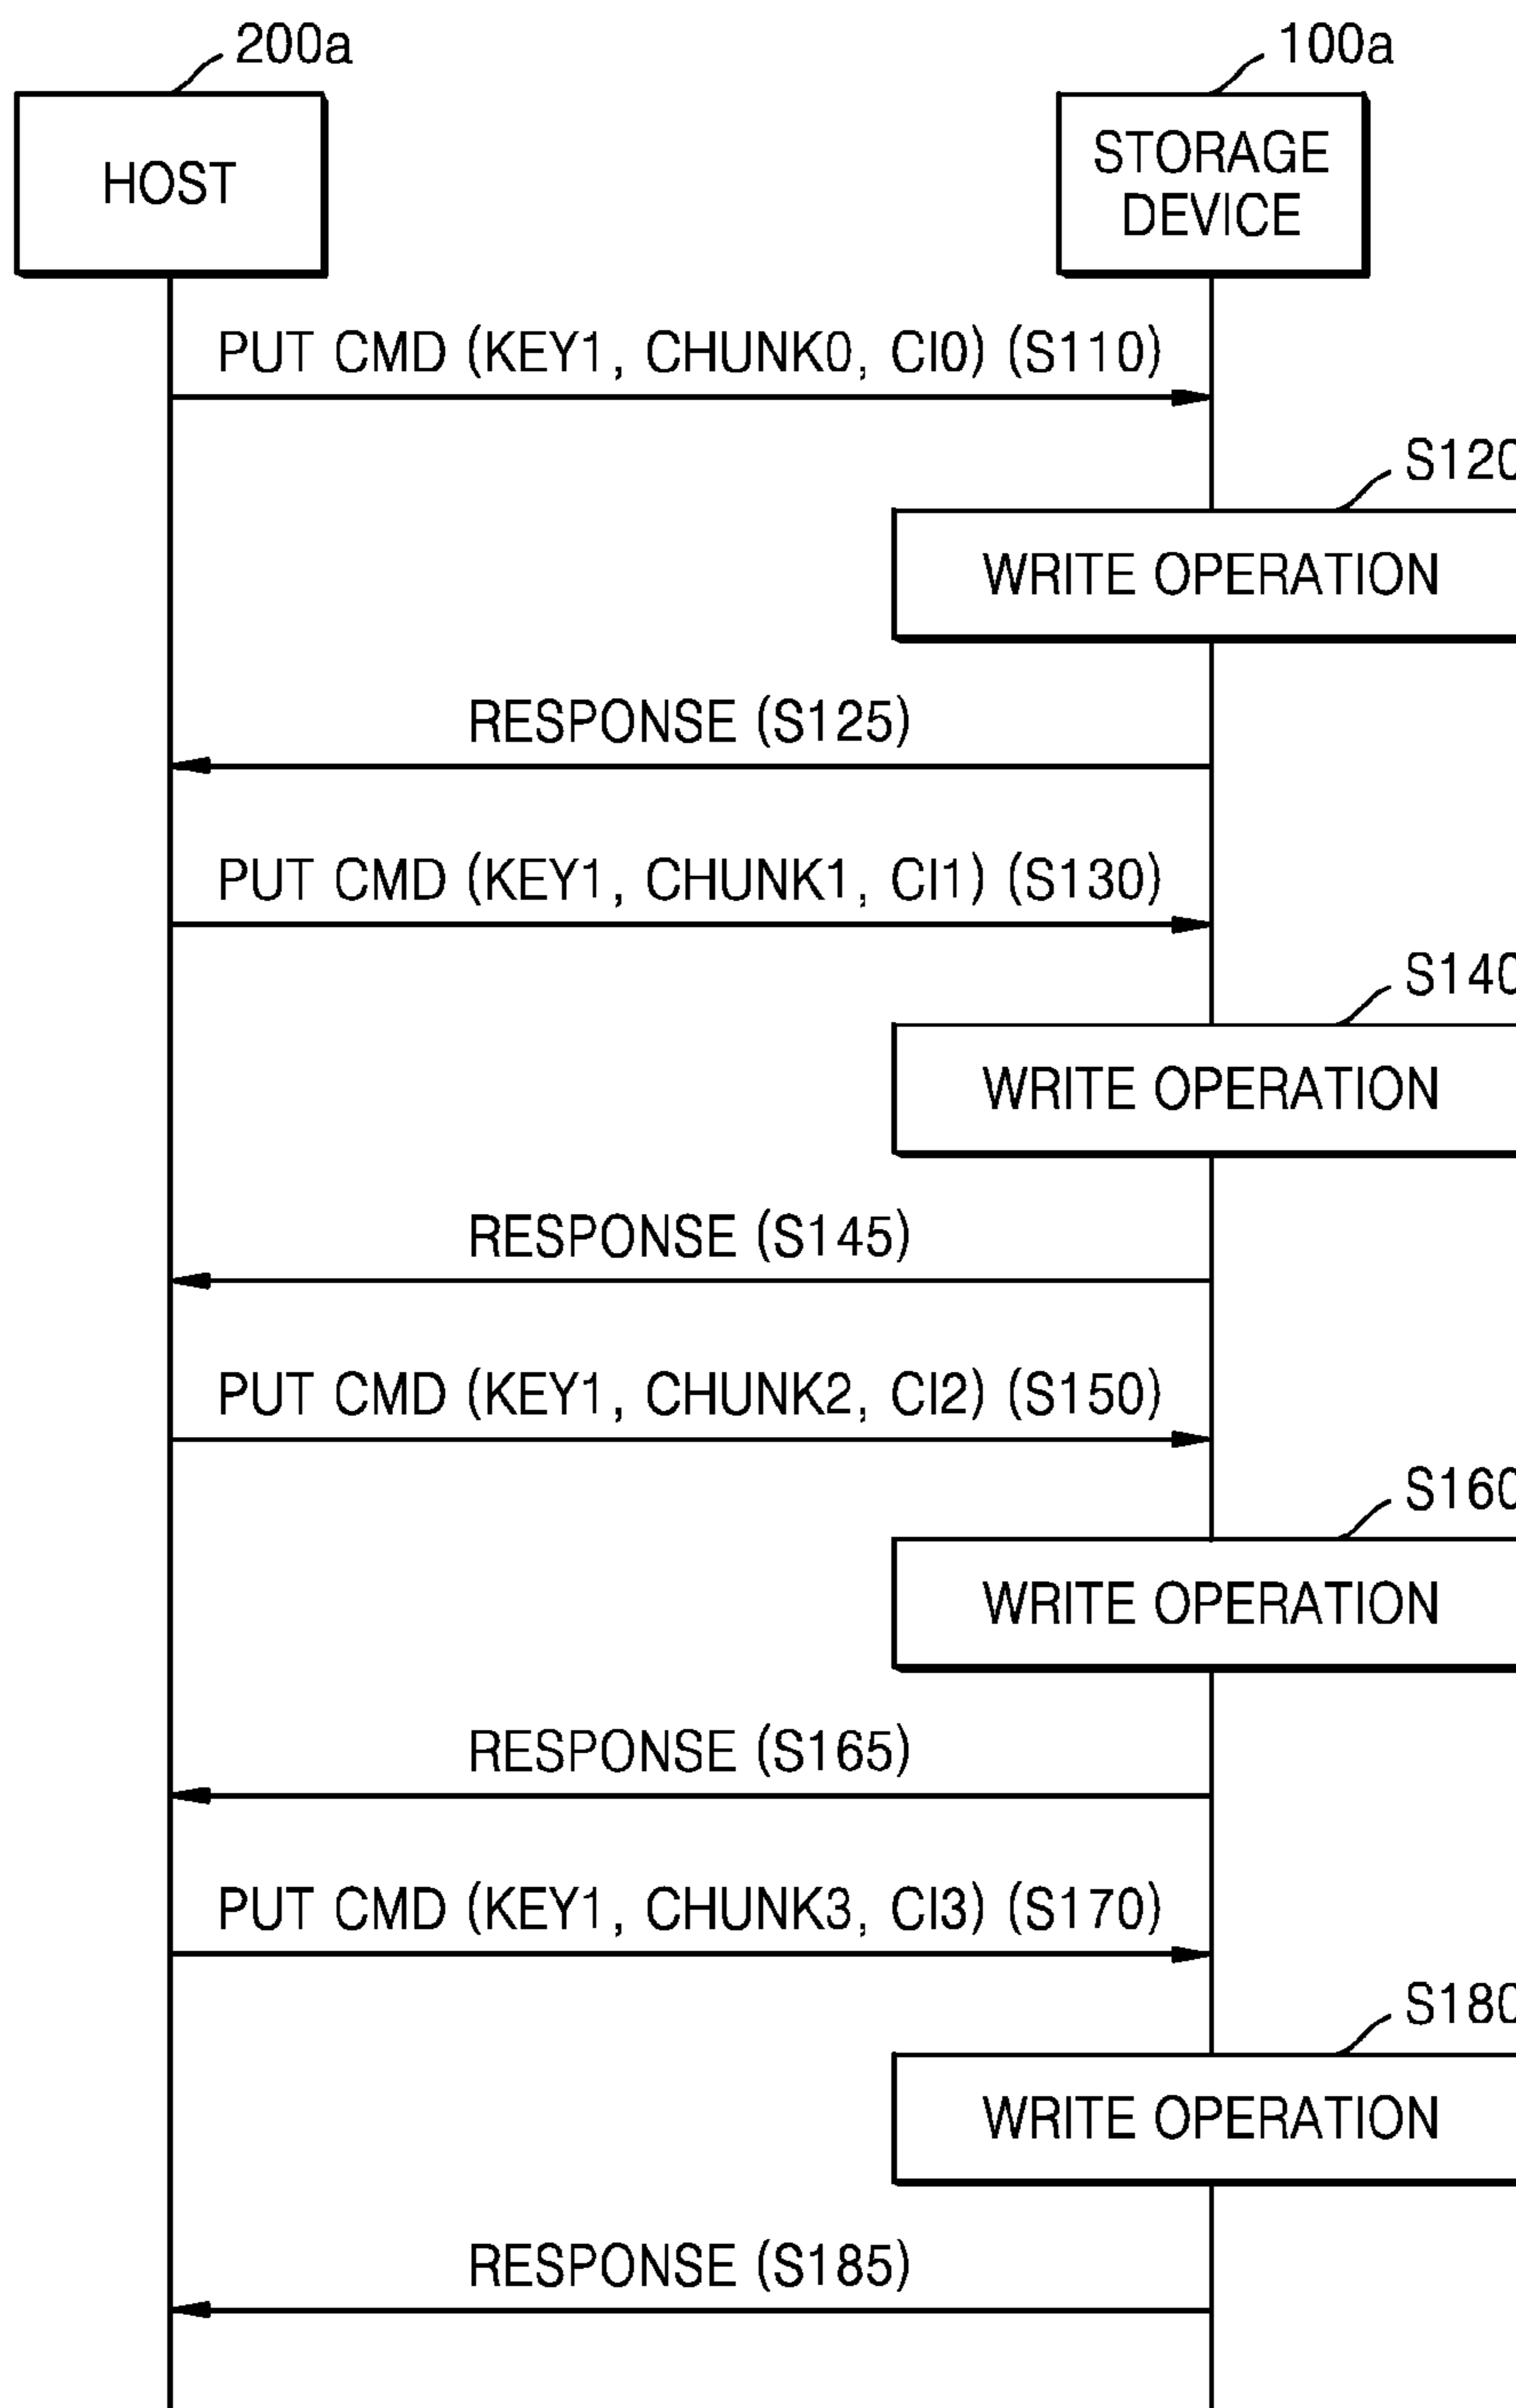 200a
100a
HOST
STORAGE
DEVICE
PUT CMD (KEY1, CHUNK0, CI0) (S110)
S120
WRITE OPERATION
RESPONSE (S125)
PUT CMD (KEY1, CHUNK1, CI1) (S130)
S140
WRITE OPERATION
RESPONSE (S145)
PUT CMD (KEY1, CHUNK2, CI2) (S150)
S160
WRITE OPERATION
RESPONSE (S165)
PUT CMD (KEY1, CHUNK3, CI3) (S170)
S180
WRITE OPERATION
RESPONSE (S185)